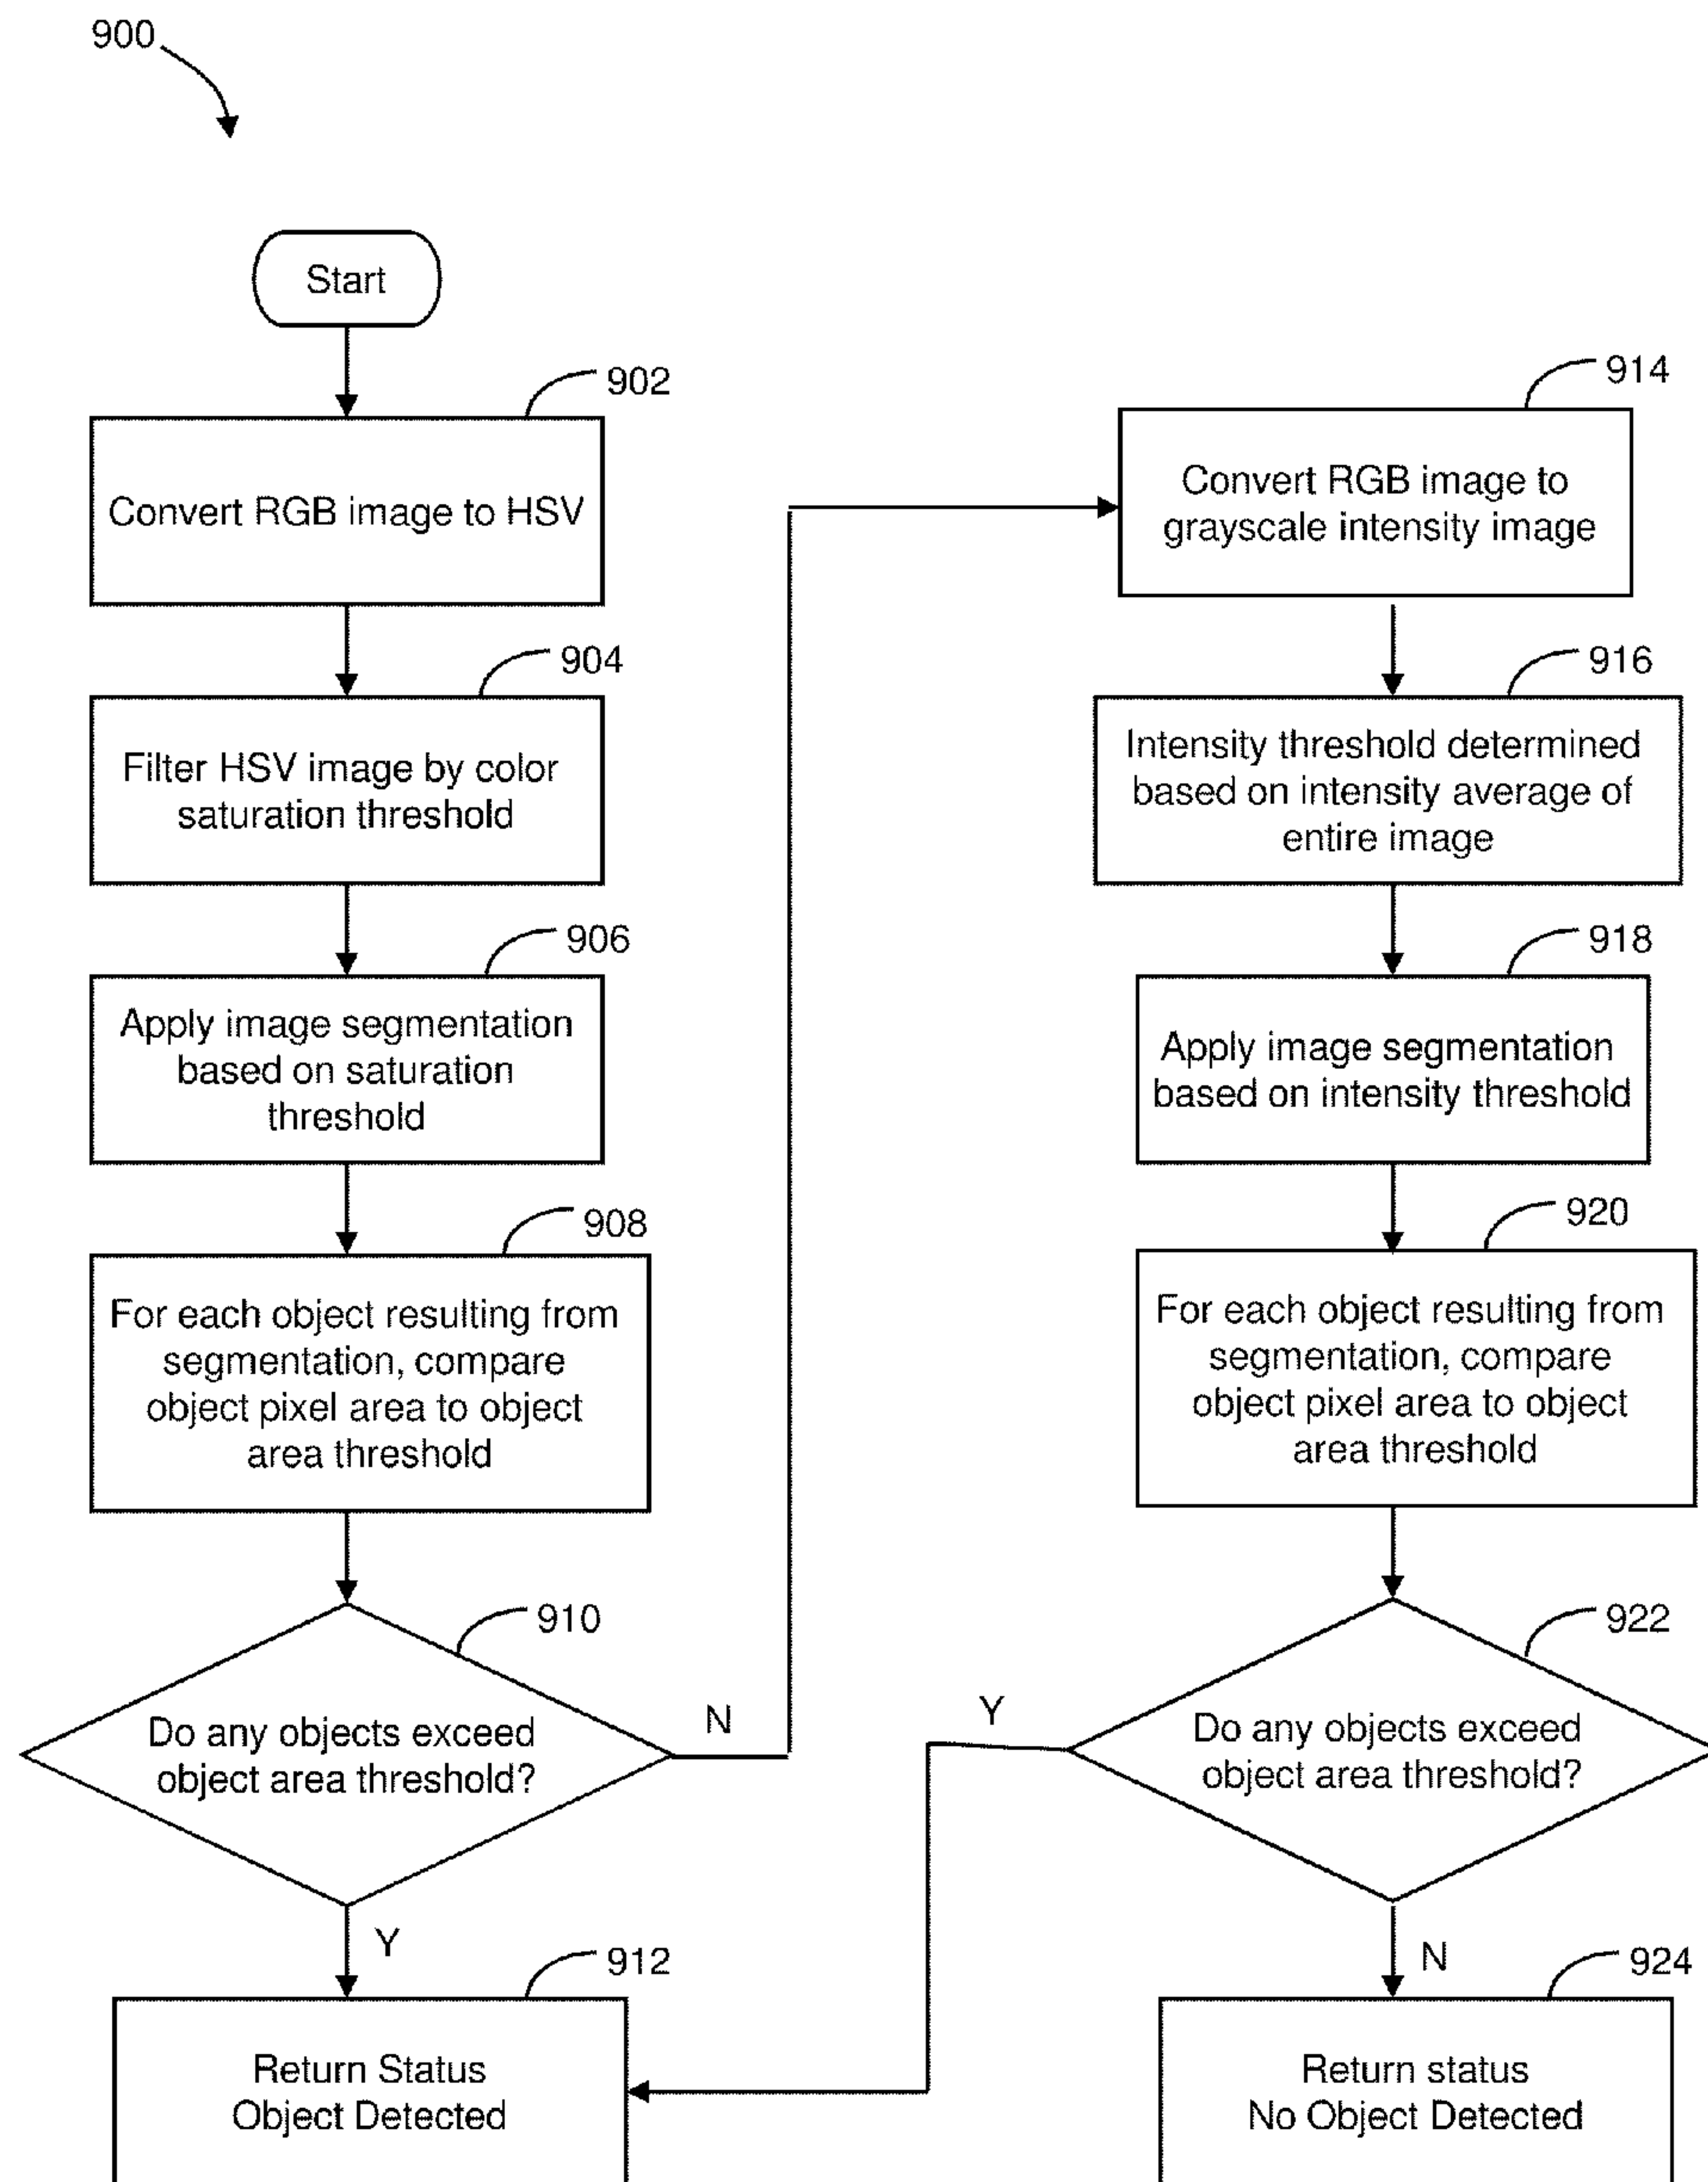 900
Start
902
Convert RGB image to HSV
904
Filter HSV image by color
saturation threshold
906
Apply image segmentation
based on saturation
threshold
908
For each object resulting from
segmentation, compare
object pixel area to object
area threshold
910
Do any objects exceed
object area threshold?
N
Y
912
Return Status
Object Detected
914
Convert RGB image to
grayscale intensity image
916
Intensity threshold determined
based on intensity average of
entire image
918
Apply image segmentation
based on intensity threshold
920
For each object resulting from
segmentation, compare
object pixel area to object
area threshold
922
Do any objects exceed
object area threshold?
Y
N
924
Return status
No Object Detected